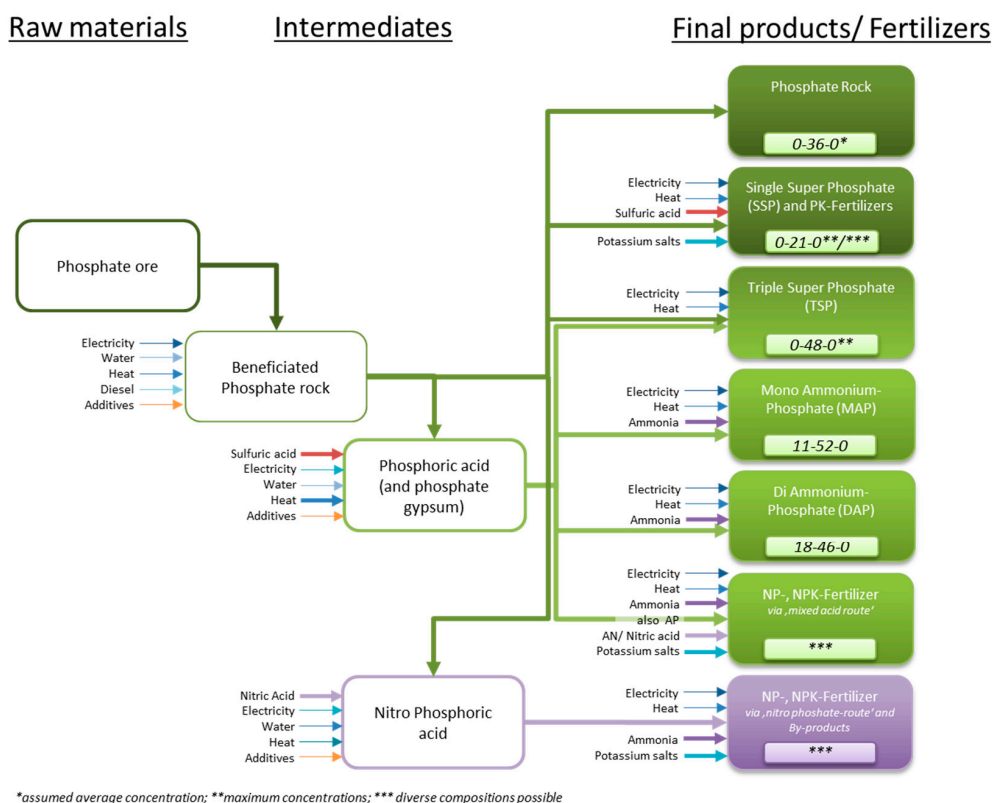 Raw materials
Intermediates
Final products/ Fertilizers
Phosphate ore
Electricity
Water
Heat
Diesel
Additives
Beneficiated
Phosphate rock
Sulfuric acid
Electricity
Water
Heat
Additives
Phosphoric acid
(and phosphate
gypsum)
Nitric Acid
Electricity
Water
Heat
Additives
Nitro Phosphoric
acid
Phosphate Rock
0-36-0*
Electricity
Heat
Sulfuric acid
Potassium salts
Single Super Phosphate
(SSP) and PK-Fertilizers
0-21-0**/***
Electricity
Heat
Triple Super Phosphate
(TSP)
0-48-0**
Electricity
Heat
Ammonia
Mono Ammonium-
Phosphate (MAP)
11-52-0
Electricity
Heat
Ammonia
Di Ammonium-
Phosphate (DAP)
18-46-0
Electricity
Heat
Ammonia
also AP
AN/ Nitric acid
Potassium salts
NP-, NPK-Fertilizer
via ‚mixed acid route'
***
Electricity
Heat
Ammonia
Potassium salts
NP-, NPK-Fertilizer
via ‚nitro phoshate-route' and
By-products
***
*assumed average concentration; **maximum concentrations; *** diverse compositions possible